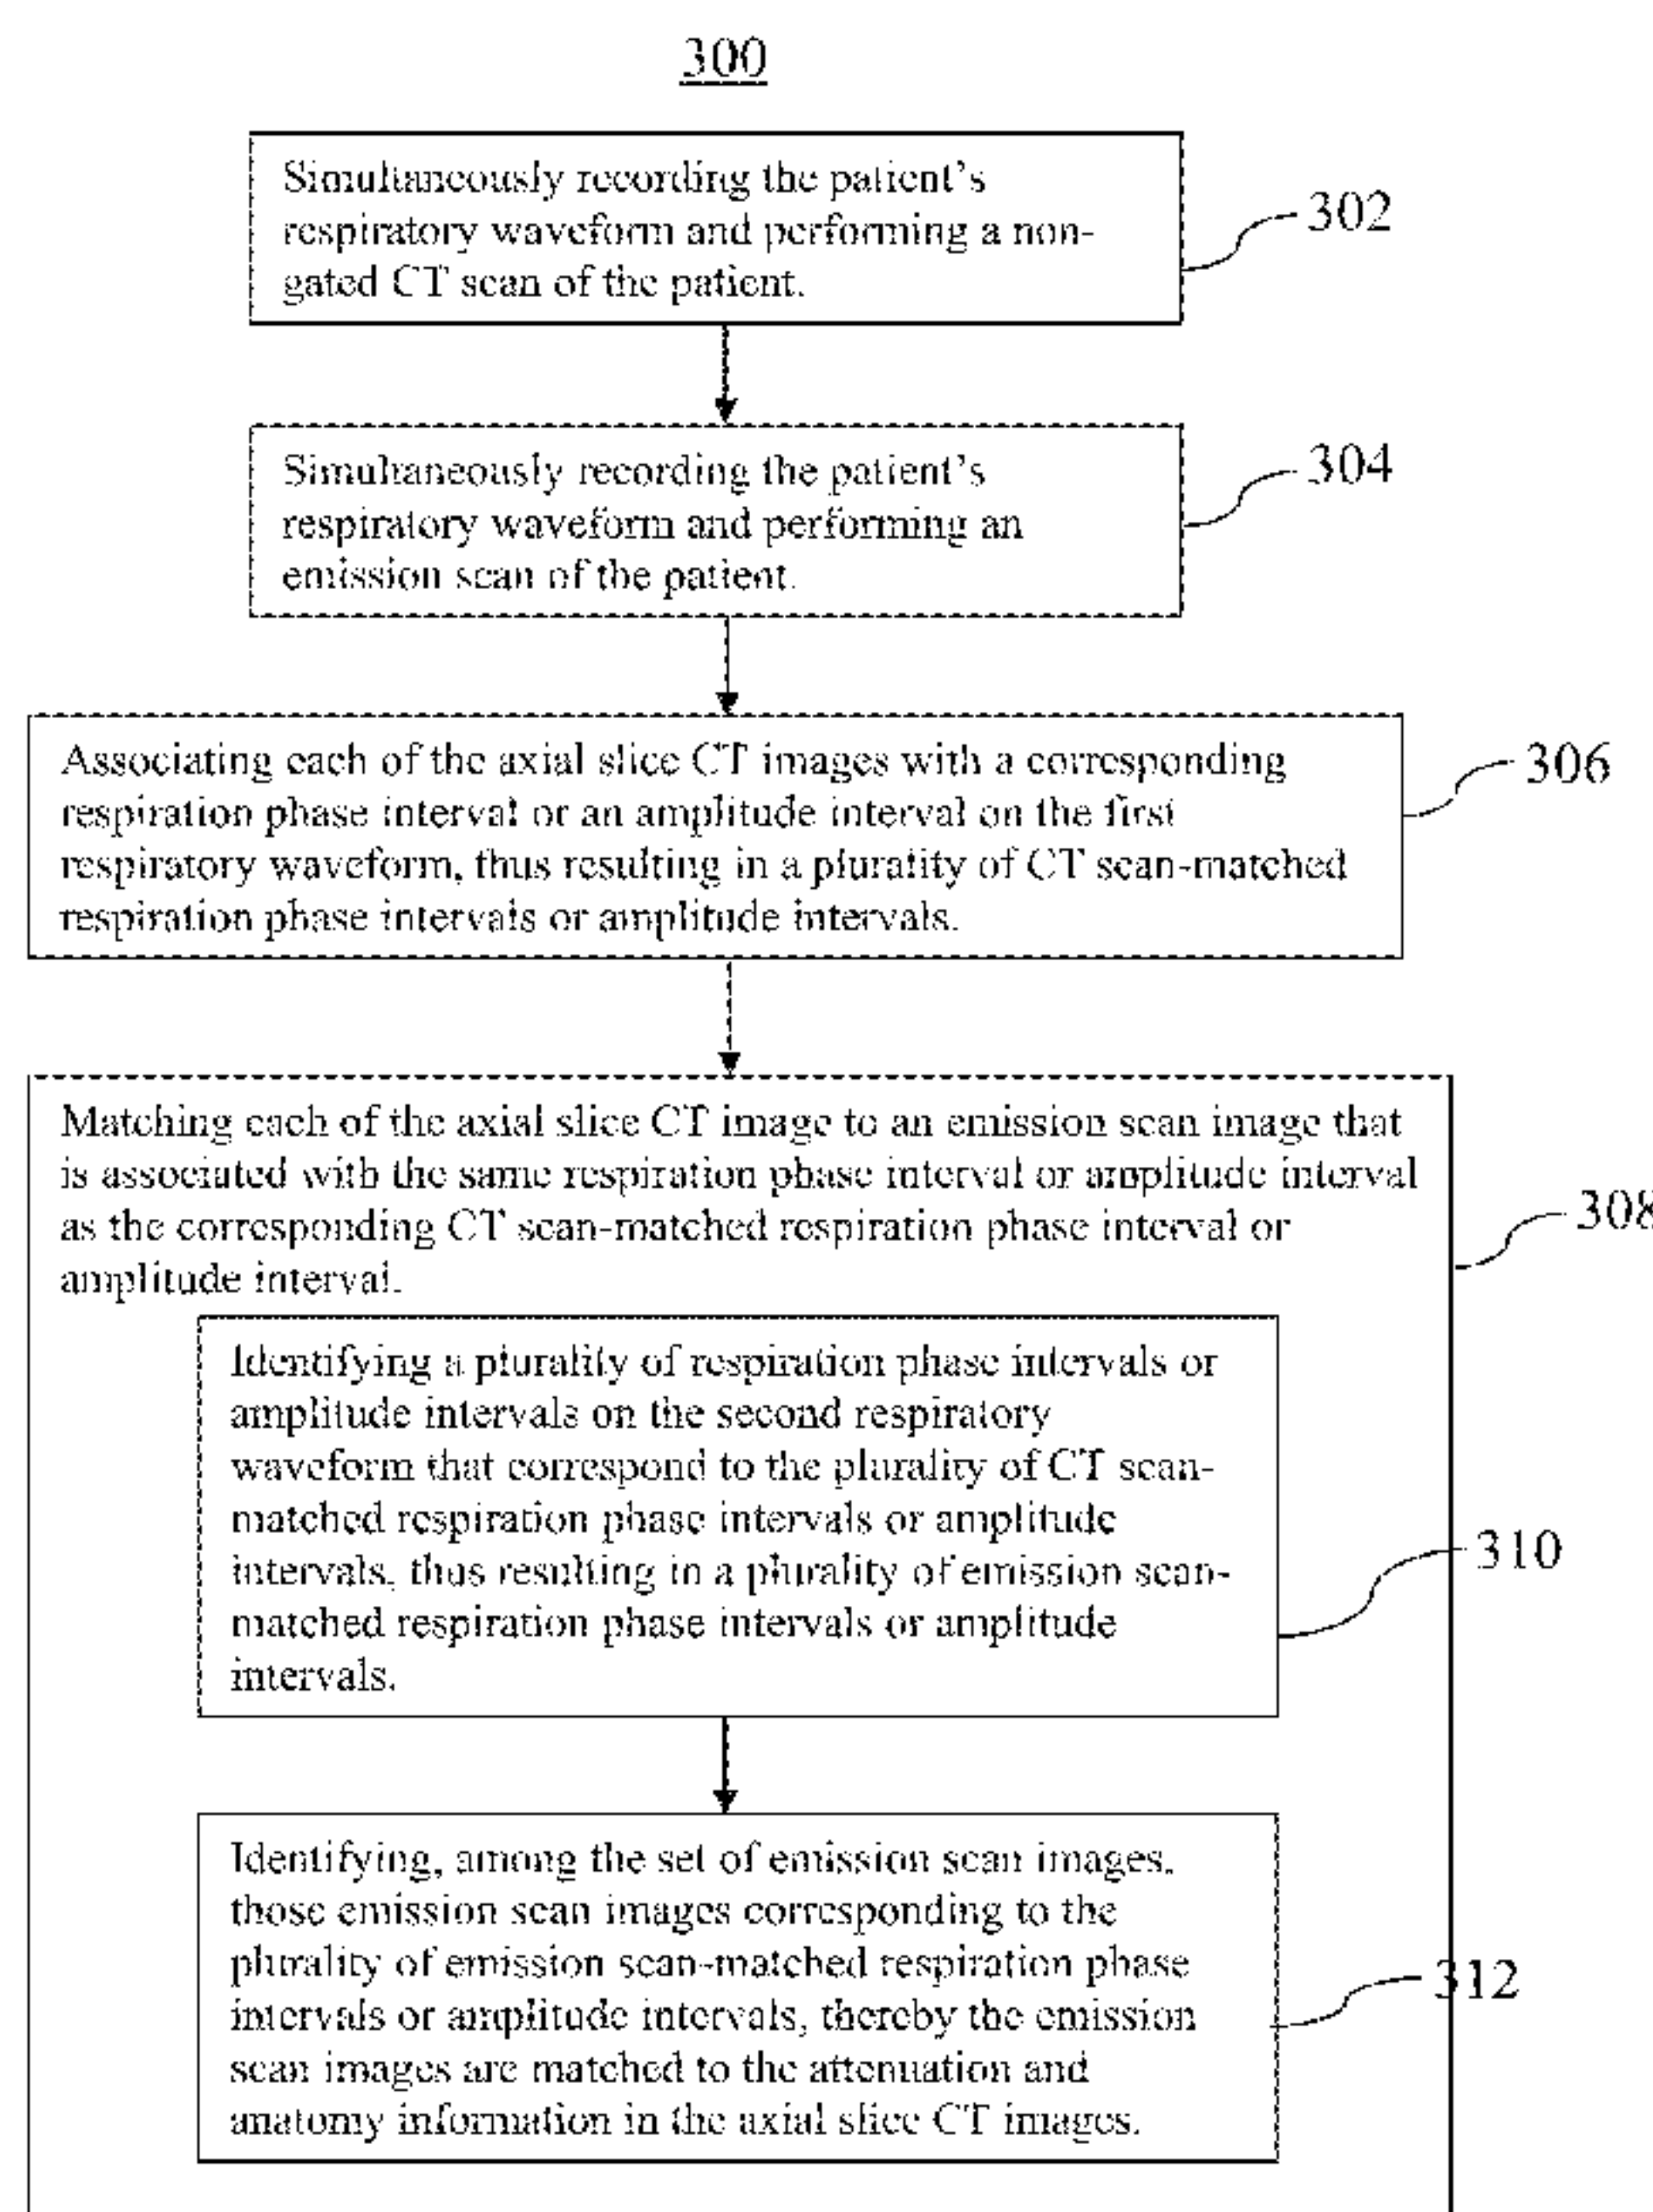 300
Simultaneously recording the patient's
respiratory waveform and performing a non-
gated CT scan of the patient.
302
Simultaneously recording the patient's
respiratory waveform and performing an
emission scan of the patient.
304
Associating each of the axial slice CT images with a corresponding
respiration phase interval or an amplitude interval on the first
respiratory waveform, thus resulting in a plurality of CT scan-matched
respiration phase intervals or amplitude intervals.
306
Matching each of the axial slice CT image to an emission scan image that
is associated with the same respiration phase interval or amplitude interval
as the corresponding CT scan-matched respiration phase interval or
amplitude interval.
308
Identifying a plurality of respiration phase intervals or
amplitude intervals on the second respiratory
waveform that correspond to the plurality of CT scan-
matched respiration phase intervals or amplitude
intervals, thus resulting in a plurality of emission scan-
matched respiration phase intervals or amplitude
intervals.
310
Identifying, among the set of emission scan images,
those emission scan images corresponding to the
plurality of emission scan-matched respiration phase
intervals or amplitude intervals, thereby the emission
scan images are matched to the attenuation and
anatomy information in the axial slice CT images.
312